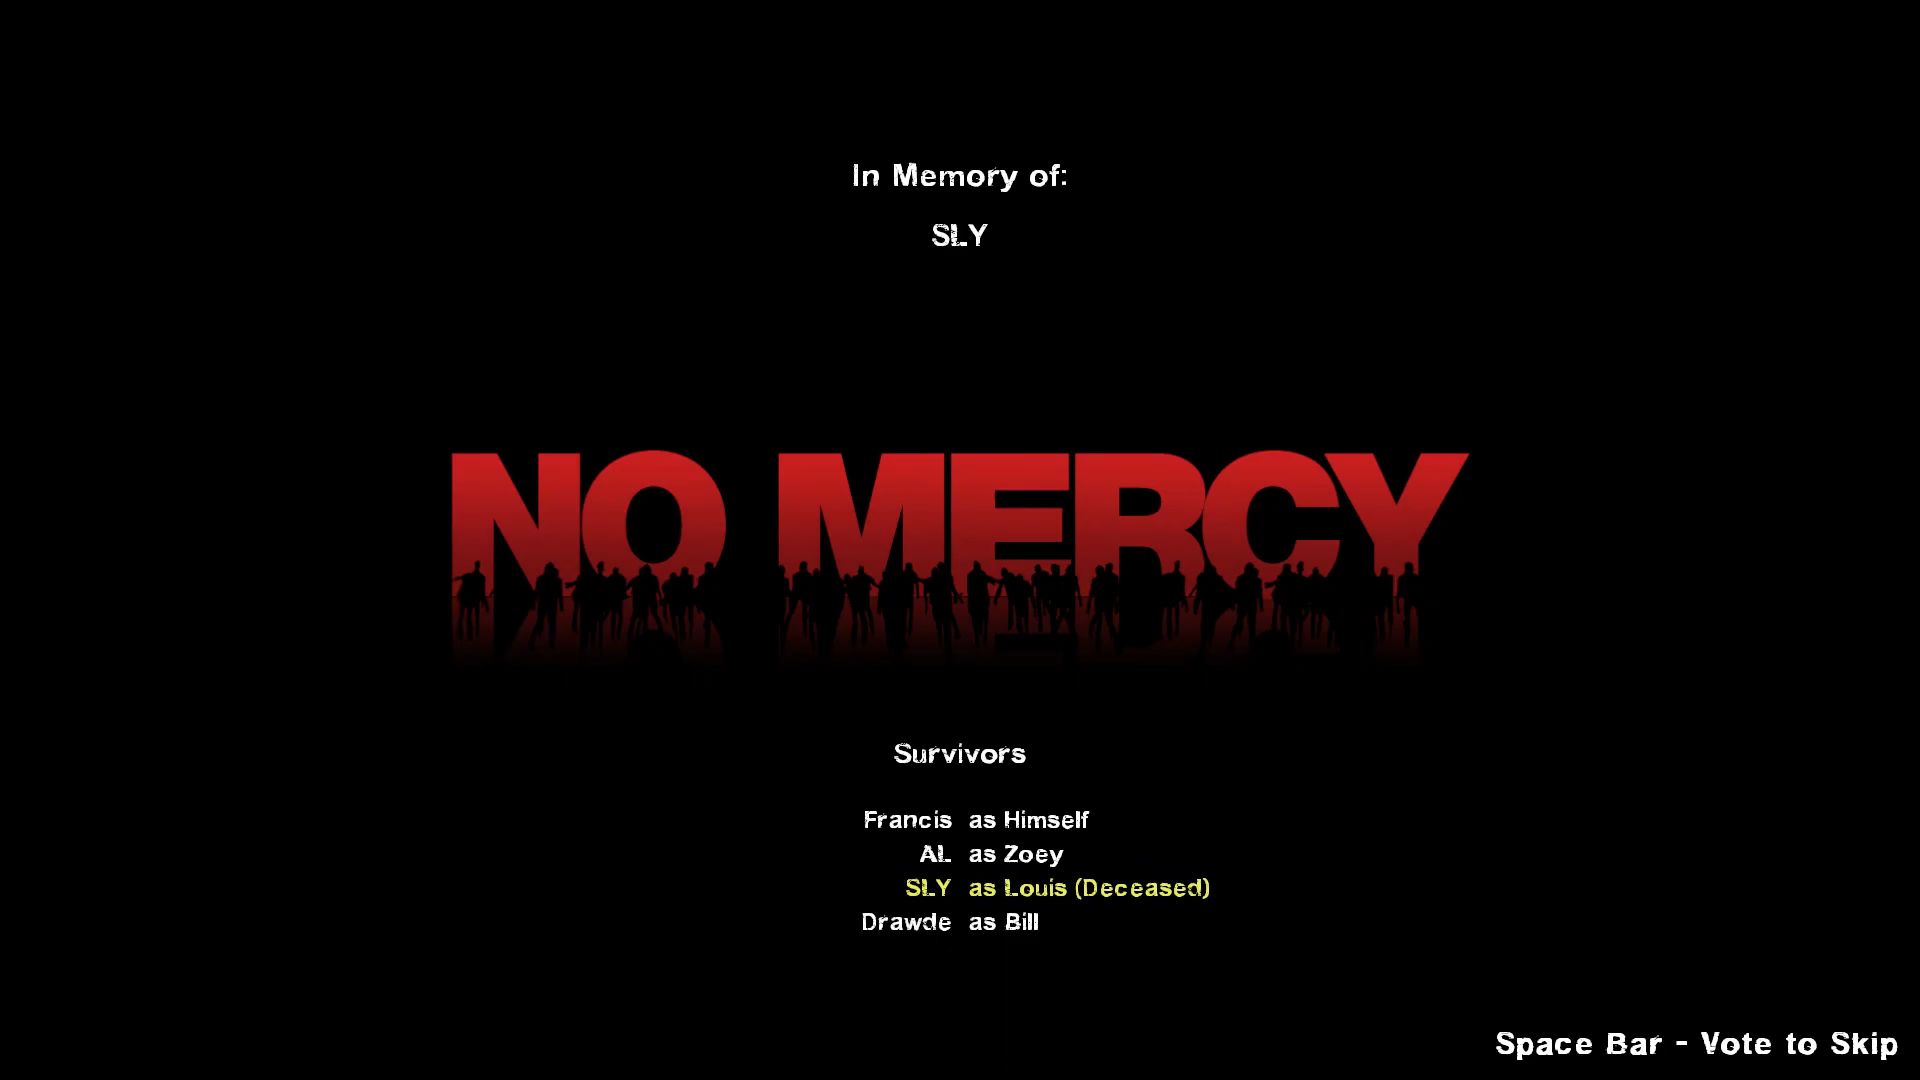 In Memory of:
SLY
NO MERCY
Survivors
Francis as Himself
AL as Zoey
SLY as Louis (Deceased)
Drawde as Bill
Space Bar - Vote to Skip